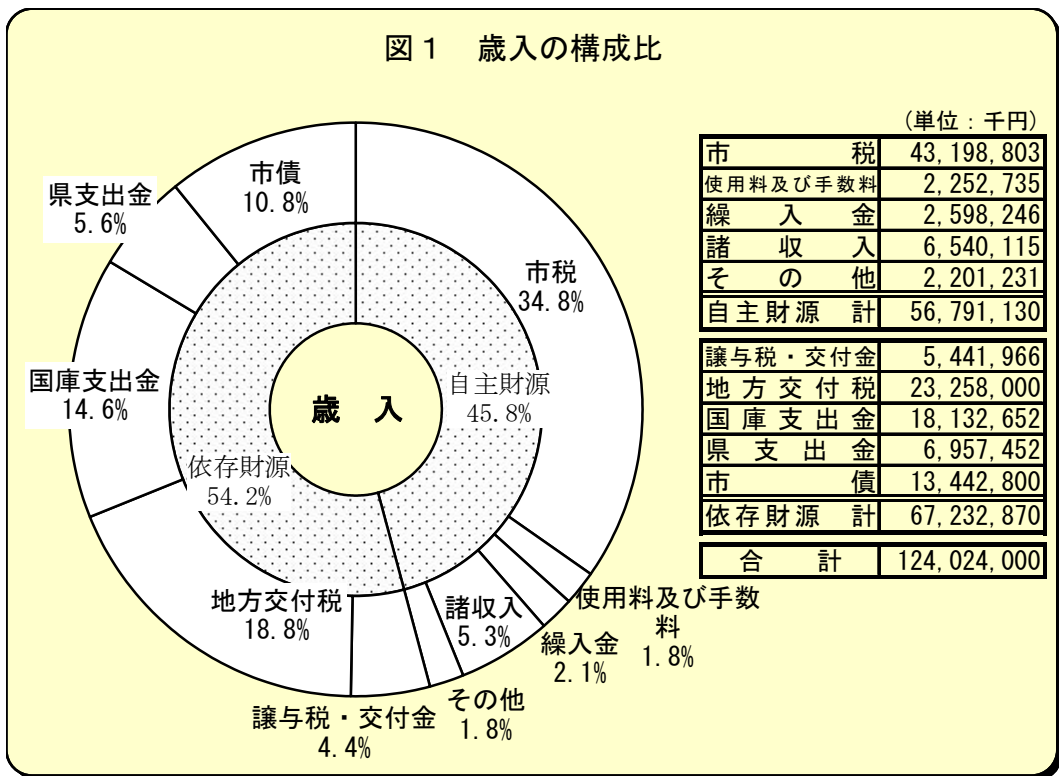 図1 歳入の構成比
(単位:千円)
市税 43,198,803
使用料及び手数料 2,252,735
繰入金 2,598,246
諸収入 6,540,115
その他 2,201,231
自主財源 計 56,791,130
譲与税・交付金 5,441,966
地方交付税 23,258,000
国庫支出金 18,132,652
県支出金 6,957,452
市債 13,442,800
依存財源 計 67,232,870
合計 124,024,000
市債
10.8%
県支出金
5.6%
市税
34.8%
国庫支出金
14.6%
自主財源
45.8%
歳入
依存財源
54.2%
地方交付税
18.8%
諸収入
5.3%
使用料及び手数
料
1.8%
繰入金
2.1%
その他
1.8%
譲与税・交付金
4.4%